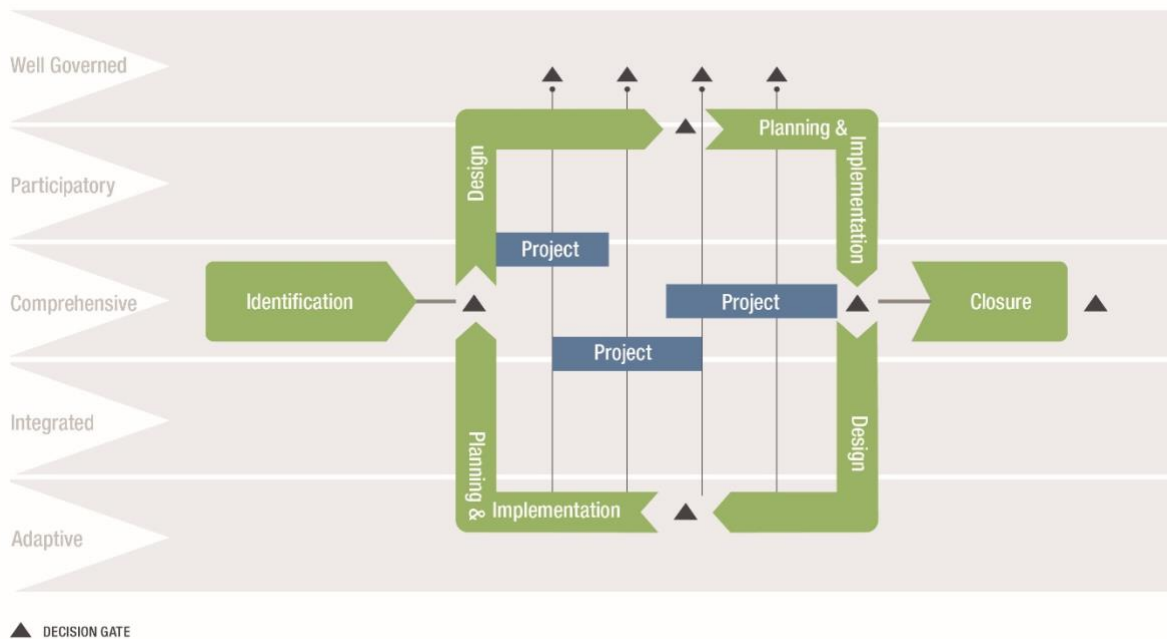 Well Governed
Planning &
Implementation
Participatory
Design
Project
Comprehensive
Identification
Project
Closure
Project
Integrated
Planning &
Implementation
Design
Adaptive
DECISION GATE